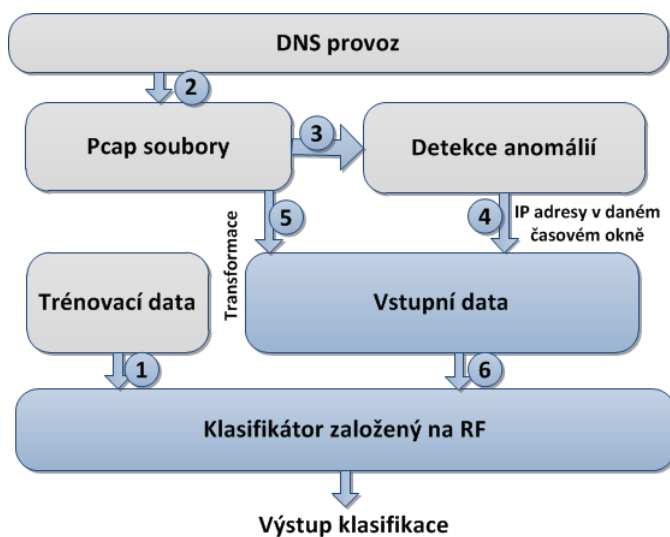 DNS provoz
2
Pcap soubory
3
Detekce anomálií
Transformace
5
4
IP adresy v daném
časovém okně
Trénovací data
Vstupní data
1
6
Klasifikátor založený na RF
Výstup klasifikace